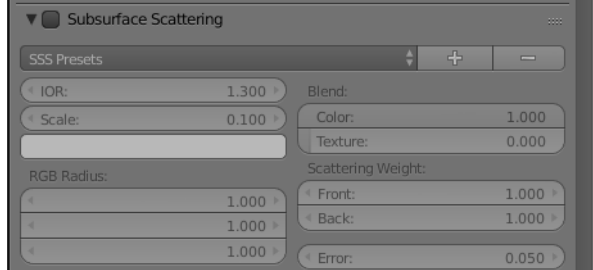 Subsurface Scattering
SSS Presets
IOR: 1.300
Scale: 0.100
RGB Radius:
1.000
1.000
1.000
Blend:
Color: 1.000
Texture: 0.000
Scattering Weight:
Front: 1.000
Back: 1.000
Error: 0.050